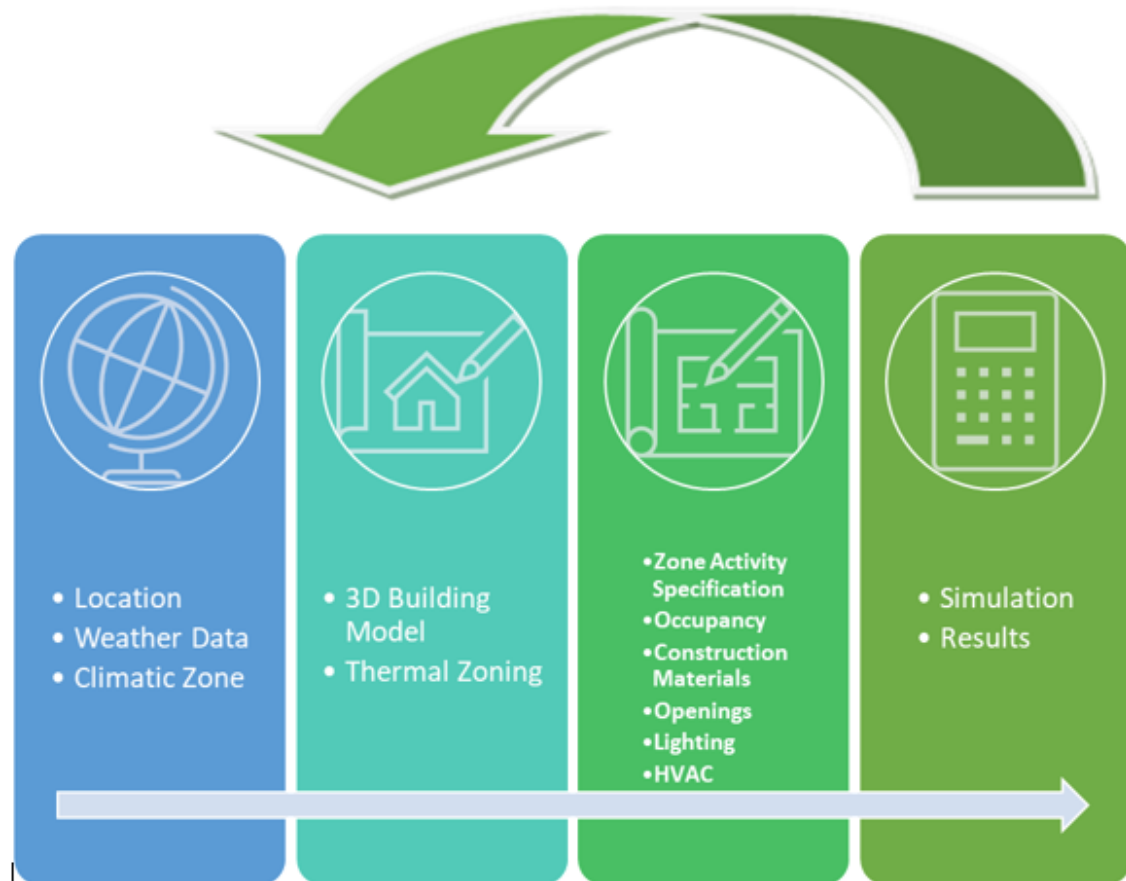 • Location
• Weather Data
• Climatic Zone
• 3D Building
Model
• Thermal Zoning
•Zone Activity
Specification
•Occupancy
•Construction
Materials
•Openings
•Lighting
•HVAC
• Simulation
• Results